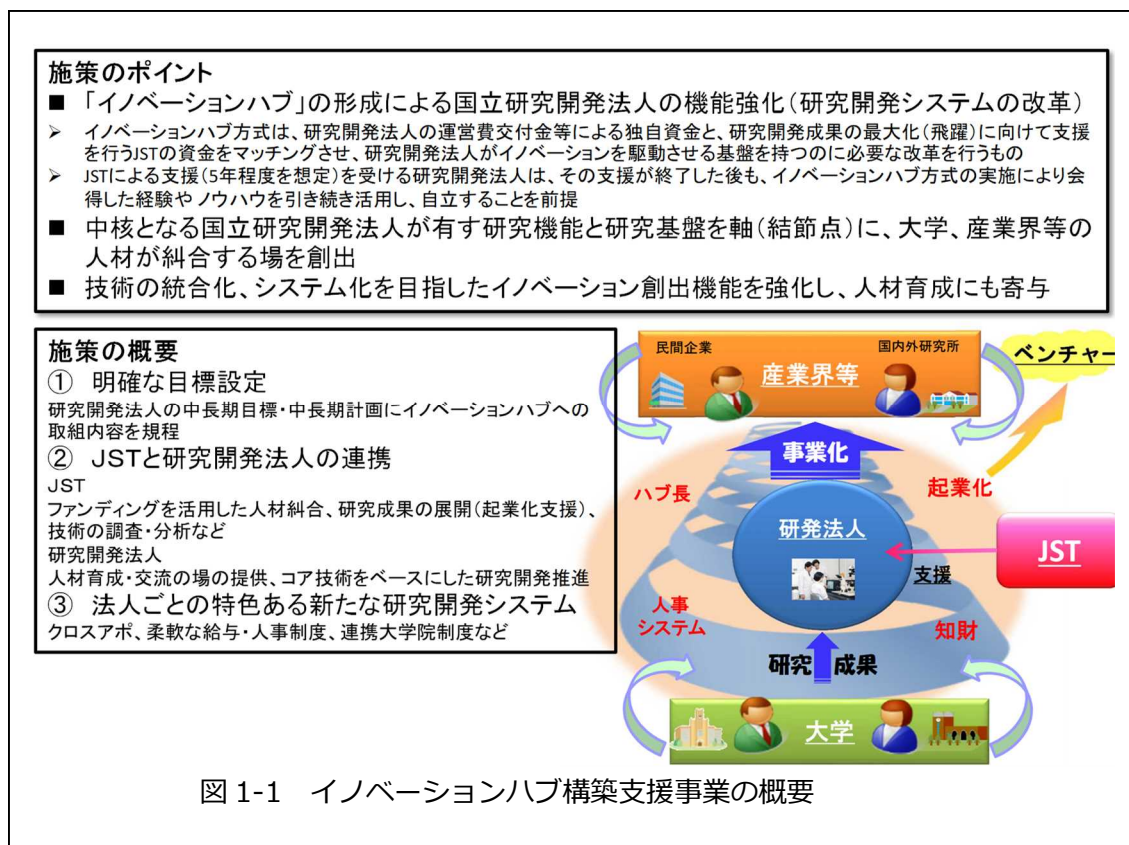 施策のポイント
■ 「イノベーションハブ」の形成による国立研究開発法人の機能強化(研究開発システムの改革)
➢ イノベーションハブ方式は、研究開発法人の運営費交付金等による独自資金と、研究開発成果の最大化(飛躍)に向けて支援
を行うJSTの資金をマッチングさせ、研究開発法人がイノベーションを駆動させる基盤を持つのに必要な改革を行うもの
➢ JSTによる支援(5年程度を想定)を受ける研究開発法人は、その支援が終了した後も、イノベーションハブ方式の実施により会
得した経験や ノウハウを引き続き活用し、自立することを前提
■ 中核となる国立研究開発法人が有す研究機能と研究基盤を軸(結節点)に、大学、産業界等の
人材が糾合する場を創出
■ 技術の統合化、システム化を目指したイノベーション創出機能を強化し、人材育成にも寄与
施策の概要
① 明確な目標設定
研究開発法人の中長期目標・中長期計画にイノベーションハブへの
取組内容を規程
② JSTと研究開発法人の連携
JST
ファンディングを活用した人材糾合、研究成果の展開(起業化支援)、
技術の調査・分析など
研究開発法人
人材育成・交流の場の提供、コア技術をベースにした研究開発推進
③ 法人ごとの特色ある新たな研究開発システム
クロスアポ、柔軟な給与・人事制度、連携大学院制度など
民間企業
国内外研究所
産業界等
ベンチャー
事業化
ハブ長
起業化
研発法人
JST
支援
人事
システム
知財
研究 成果
大学
図 1-1 イノベーションハブ構築支援事業の概要